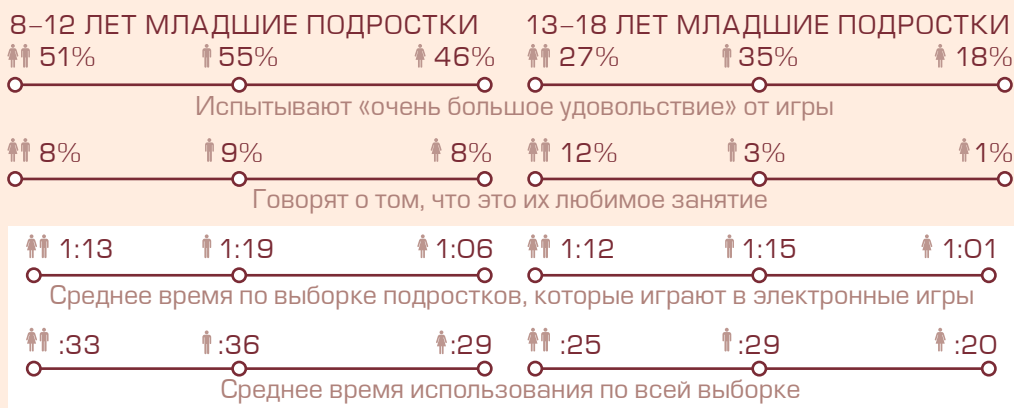 8–12 ЛЕТ МЛАДШИЕ ПОДРОСТКИ 13–18 ЛЕТ МЛАДШИЕ ПОДРОСТКИ
51% 55% 46% 27% 35% 18%
Испытывают «очень большое удовольствие» от игры
8% 9% 8% 12% 3% 1%
Говорят о том, что это их любимое занятие
1:13 1:19 1:06 1:12 1:15 1:01
Среднее время по выборке подростков, которые играют в электронные игры
:33 :36 :29 :25 :29 :20
Среднее время использования по всей выборке